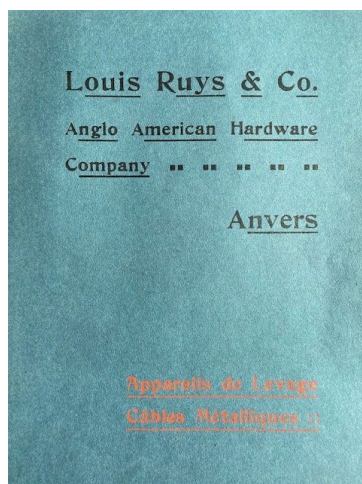 Louis Ruys & Co.
Anglo American Hardware
Company
Anvers
Appareils de Levage
Câbles Métalliques ::